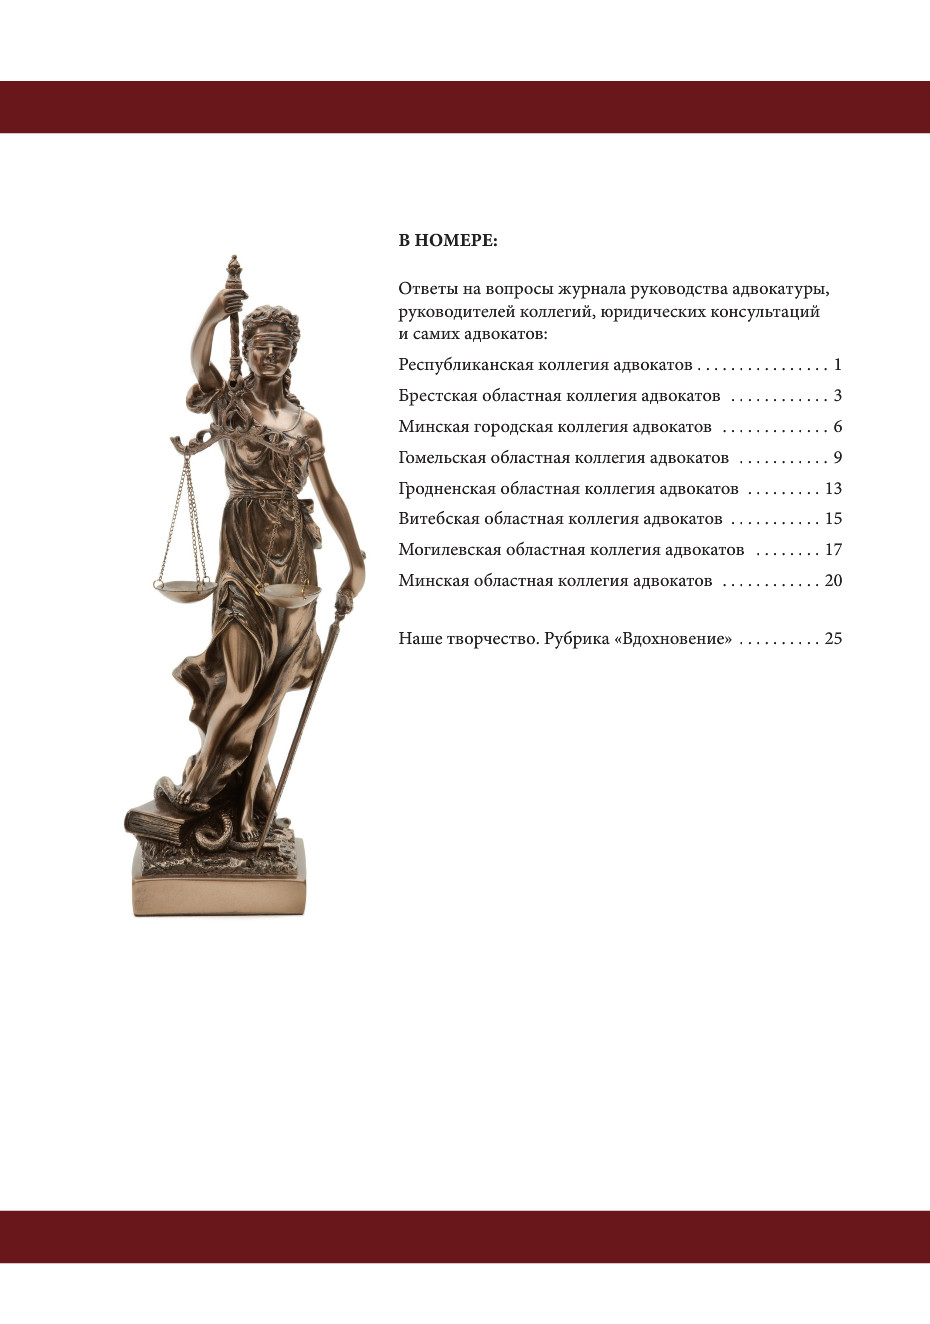 В НОМЕРЕ:
Ответы на вопросы журнала руководства адвокатуры,
руководителей коллегий, юридических консультаций
и самих адвокатов:
Республиканская коллегия адвокатов . . . . . . . . . . . . . . . . 1
Брестская областная коллегия адвокатов . . . . . . . . . . . . 3
Минская городская коллегия адвокатов . . . . . . . . . . . . . 6
Гомельская областная коллегия адвокатов . . . . . . . . . . . 9
Гродненская областная коллегия адвокатов . . . . . . . . . 13
Витебская областная коллегия адвокатов . . . . . . . . . . . 15
Могилевская областная коллегия адвокатов . . . . . . . . 17
Минская областная коллегия адвокатов . . . . . . . . . . . . 20
Наше творчество. Рубрика «Вдохновение» . . . . . . . . . . 25